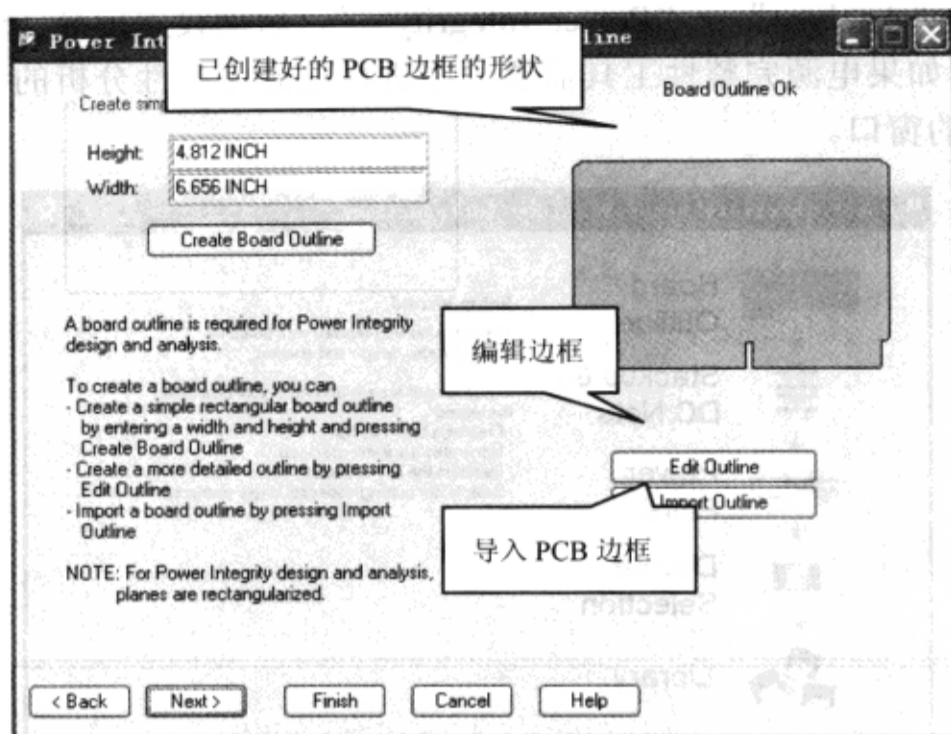 Power Int
line
已创建好的 PCB 边框的形状
Board Outline Ok
Create sim
Height: 4.812 INCH
Width: 6.656 INCH
Create Board Outline
A board outline is required for Power Integrity
design and analysis.
编辑边框
To create a board outline, you can
- Create a simple rectangular board outline
by entering a width and height and pressing
Create Board Outline
- Create a more detailed outline by pressing
Edit Outline
- Import a board outline by pressing Import
Outline
Edit Outline
Import Outline
导入 PCB 边框
NOTE: For Power Integrity design and analysis,
planes are rectangularized.
< Back
Next >
Finish
Cancel
Help